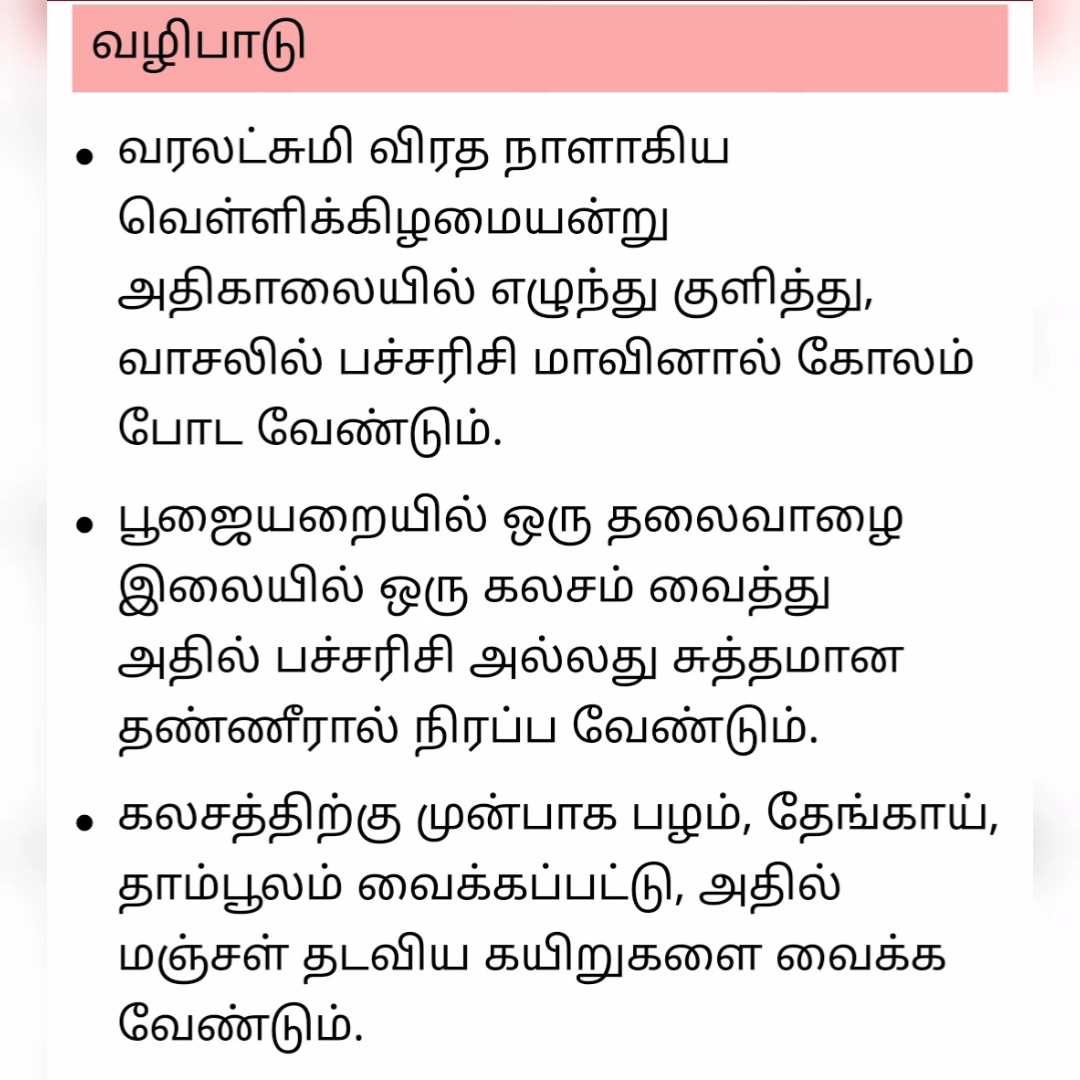 வழிபாடு
• வரலட்சுமி விரத நாளாகிய
வெள்ளிக்கிழமையன்று
அதிகாலையில் எழுந்து குளித்து,
வாசலில் பச்சரிசி மாவினால் கோலம்
போட வேண்டும்.
• பூஜையறையில் ஒரு தலைவாழை
இலையில் ஒரு கலசம் வைத்து
அதில் பச்சரிசி அல்லது சுத்தமான
தண்ணீரால் நிரப்ப வேண்டும்.
• கலசத்திற்கு முன்பாக பழம், தேங்காய்,
தாம்பூலம் வைக்கப்பட்டு, அதில்
மஞ்சள் தடவிய கயிறுகளை வைக்க
வேண்டும்.